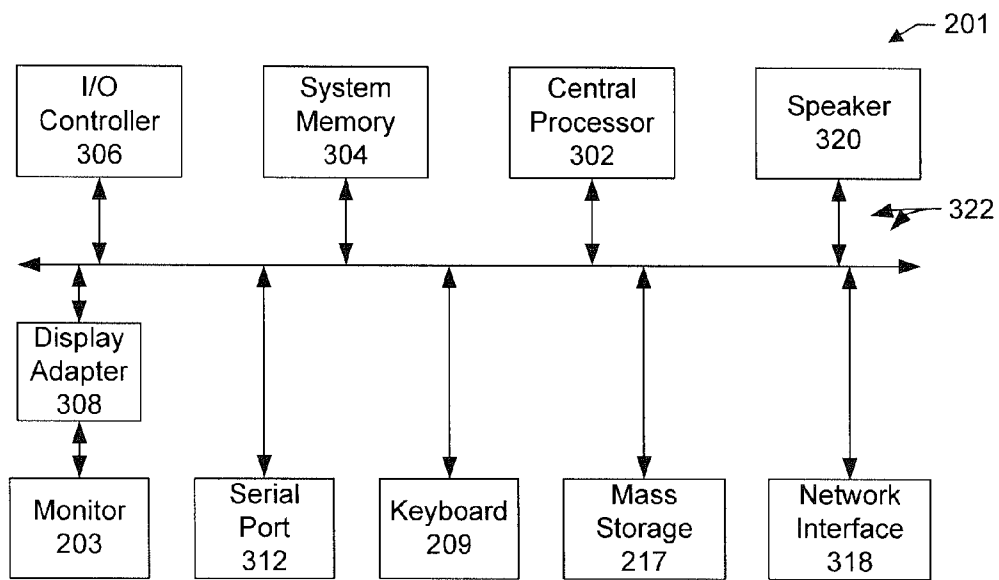 201
I/O
Controller
306
System
Memory
304
Central
Processor
302
Speaker
320
322
Display
Adapter
308
Monitor
203
Serial
Port
312
Keyboard
209
Mass
Storage
217
Network
Interface
318